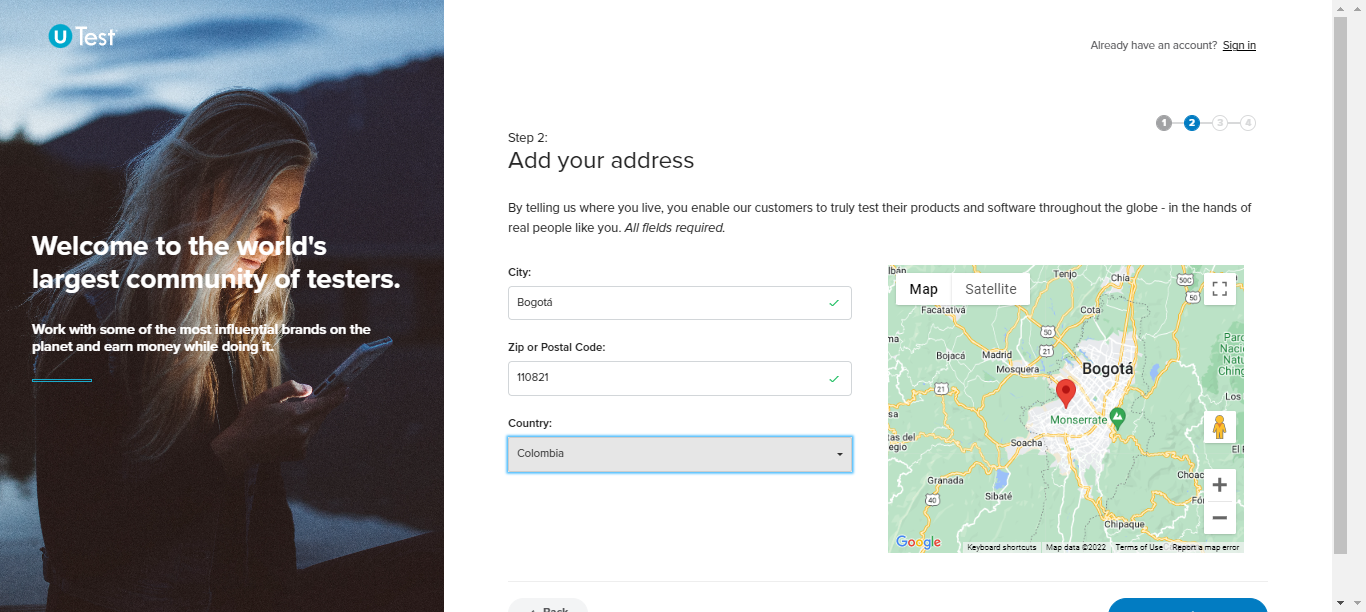 U Test
Already have an account? Sign in
1 2 3 4
Step 2:
Add your address
By telling us where you live, you enable our customers to truly test their products and software throughout the globe - in the hands of
real people like you. All fields required.
Welcome to the world's
largest community of testers.
Work with some of the most influential brands on the
planet and earn money while doing it.
City:
Bogotá
Zip or Postal Code:
110821
Country:
Colombia
Map Satellite
Tenjo
Chía
Facatativá
Cota
50C
50
50
21
Bojacá
Madrid
Mosquera
Bogotá
21
Monserrate
Soacha
Granada
40
Sibaté
Chipaque
Google
Keyboard shortcuts Map data ©2022 Terms of Use Report a map error
Back